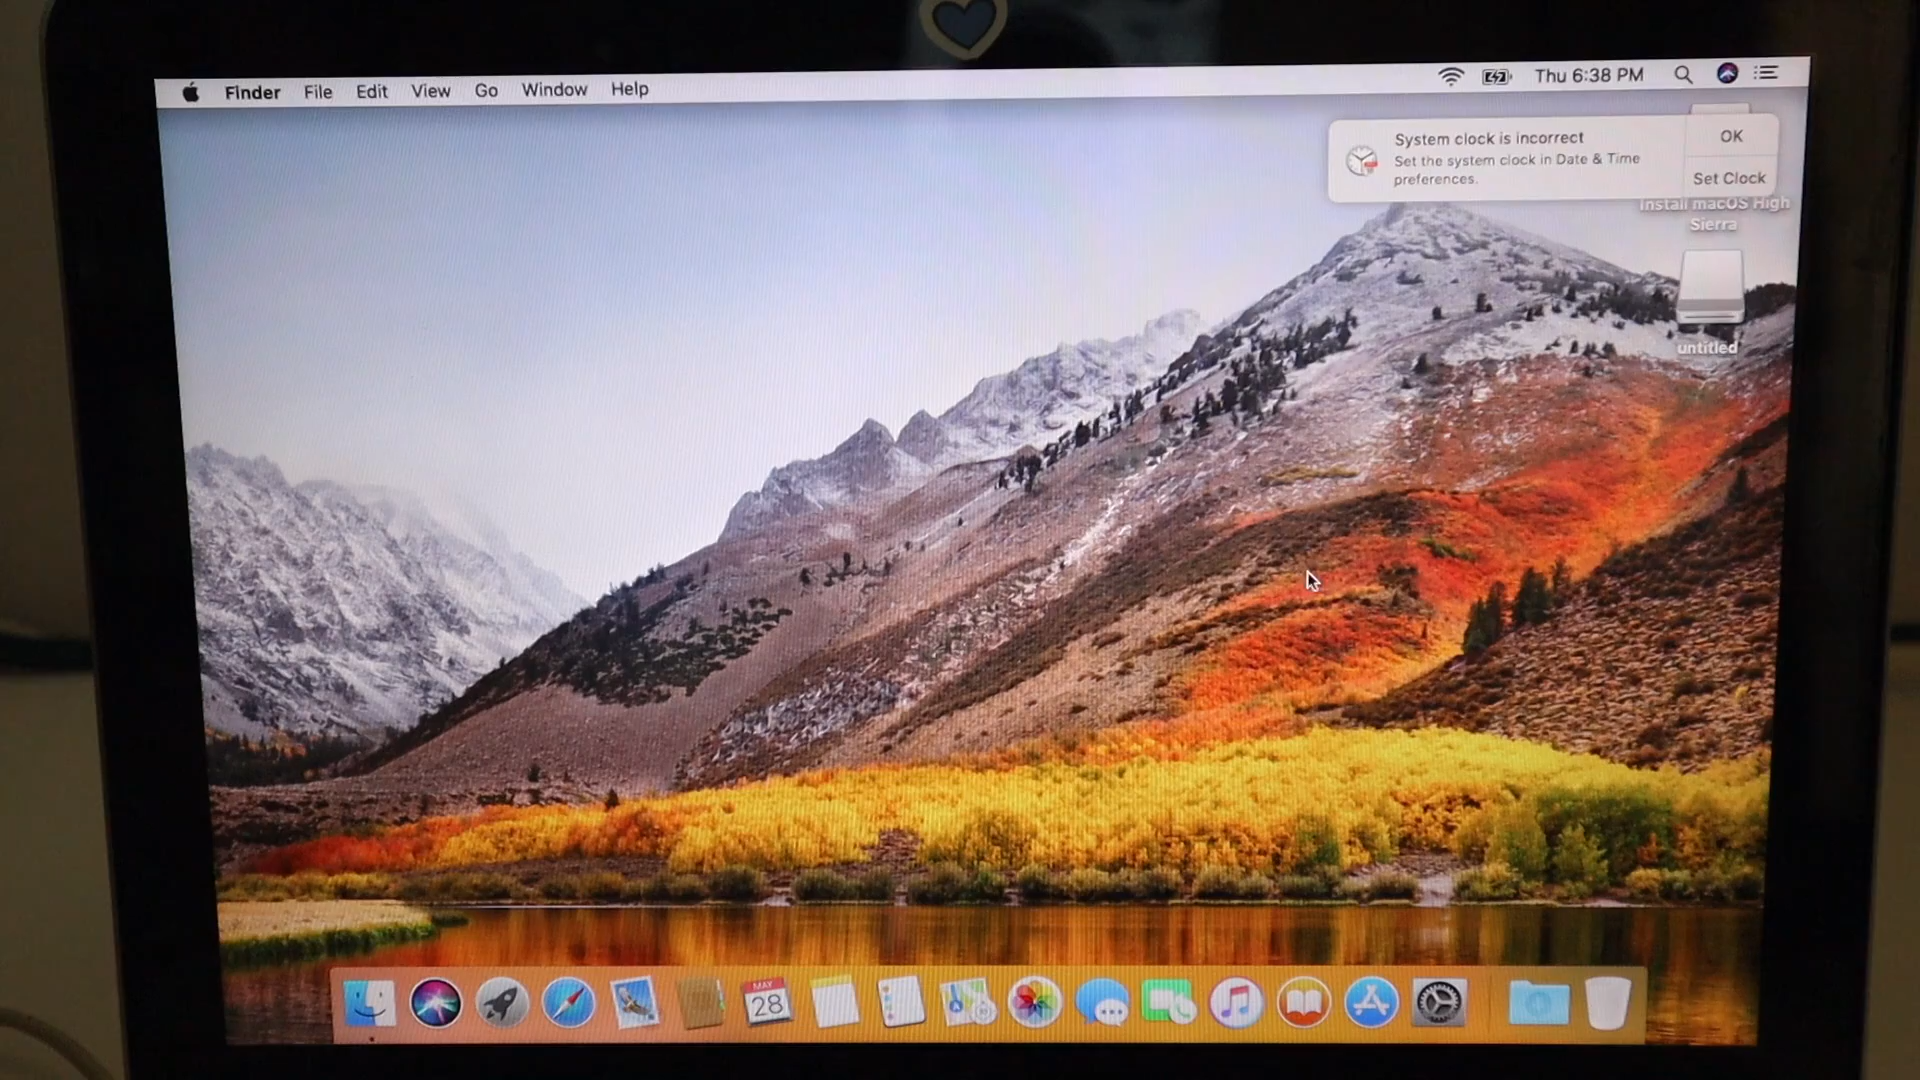 Finder File Edit View Go Window Help Thu 6:38 PM
System clock is incorrect
Set the system clock in Date & Time
preferences.
OK
Set Clock
Install macOS High
Sierra
untitled
MAY
28